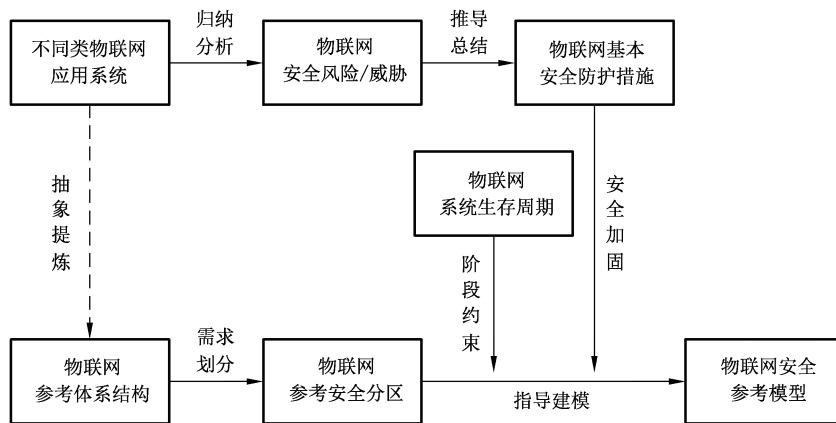 不同类物联网
应用系统
归纳
分析
物联网
安全风险/威胁
推导
总结
物联网基本
安全防护措施
抽象提炼
物联网
系统生存周期
安全加固
阶段约束
物联网
参考体系结构
需求
划分
物联网
参考安全分区
指导建模
物联网安全
参考模型